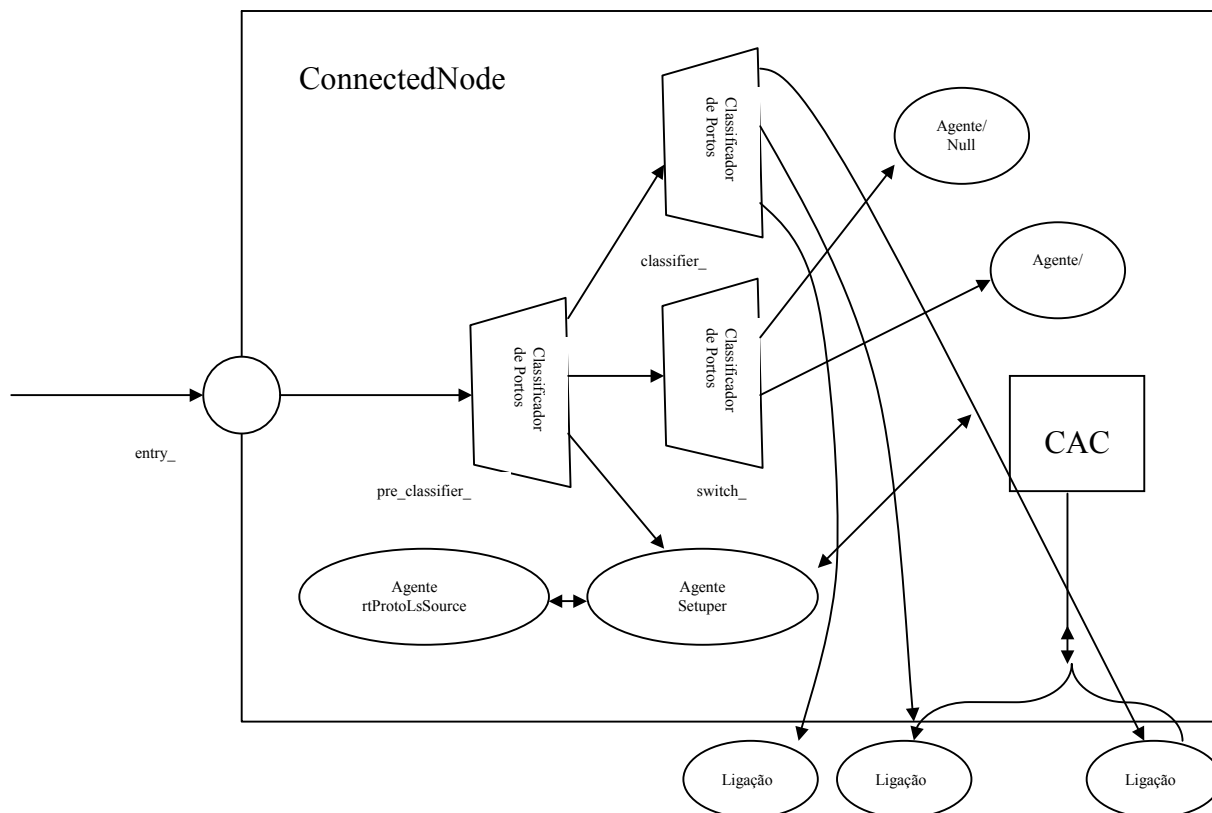 ConnectedNode
Classificador
de Portos
Agente/
Null
classifier_
Agente/
Classificador
de Portos
Classificador
de Portos
CAC
entry_
pre_classifier_
switch_
Agente
rtProtoLsSource
Agente
Setuper
Ligação
Ligação
Ligação